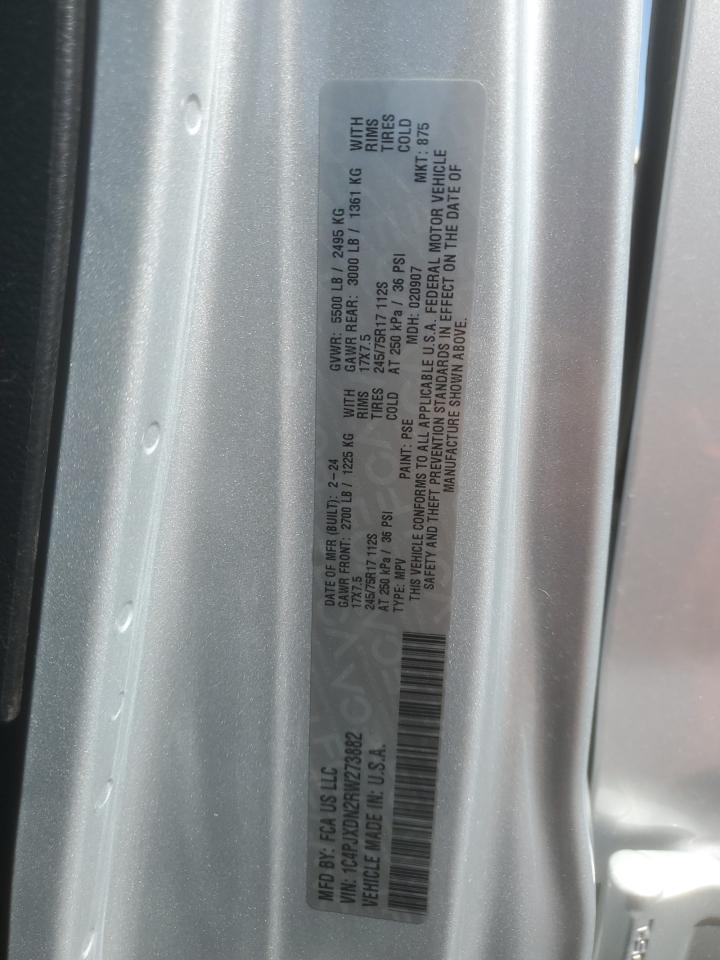 MFD BY: FCA US LLC
VIN: 1C4PJXDN2RW273882
VEHICLE MADE IN: U.S.A.
DATE OF MFR (BUILT): 2-24
GAWR FRONT: 2700 LB / 1225 KG WITH
17X7.5 RIMS
245/75R17 112S TIRES
AT 250 kPa / 36 PSI COLD
GVWR: 5500 LB / 2495 KG
GAWR REAR: 3000 LB / 1361 KG WITH
17X7.5 RIMS
245/75R17 112S TIRES
AT 250 kPa / 36 PSI COLD
TYPE: MPV PAINT: PSE MDH: 020907 MKT: 875
THIS VEHICLE CONFORMS TO ALL APPLICABLE U.S.A. FEDERAL MOTOR VEHICLE
SAFETY AND THEFT PREVENTION STANDARDS IN EFFECT ON THE DATE OF
MANUFACTURE SHOWN ABOVE.